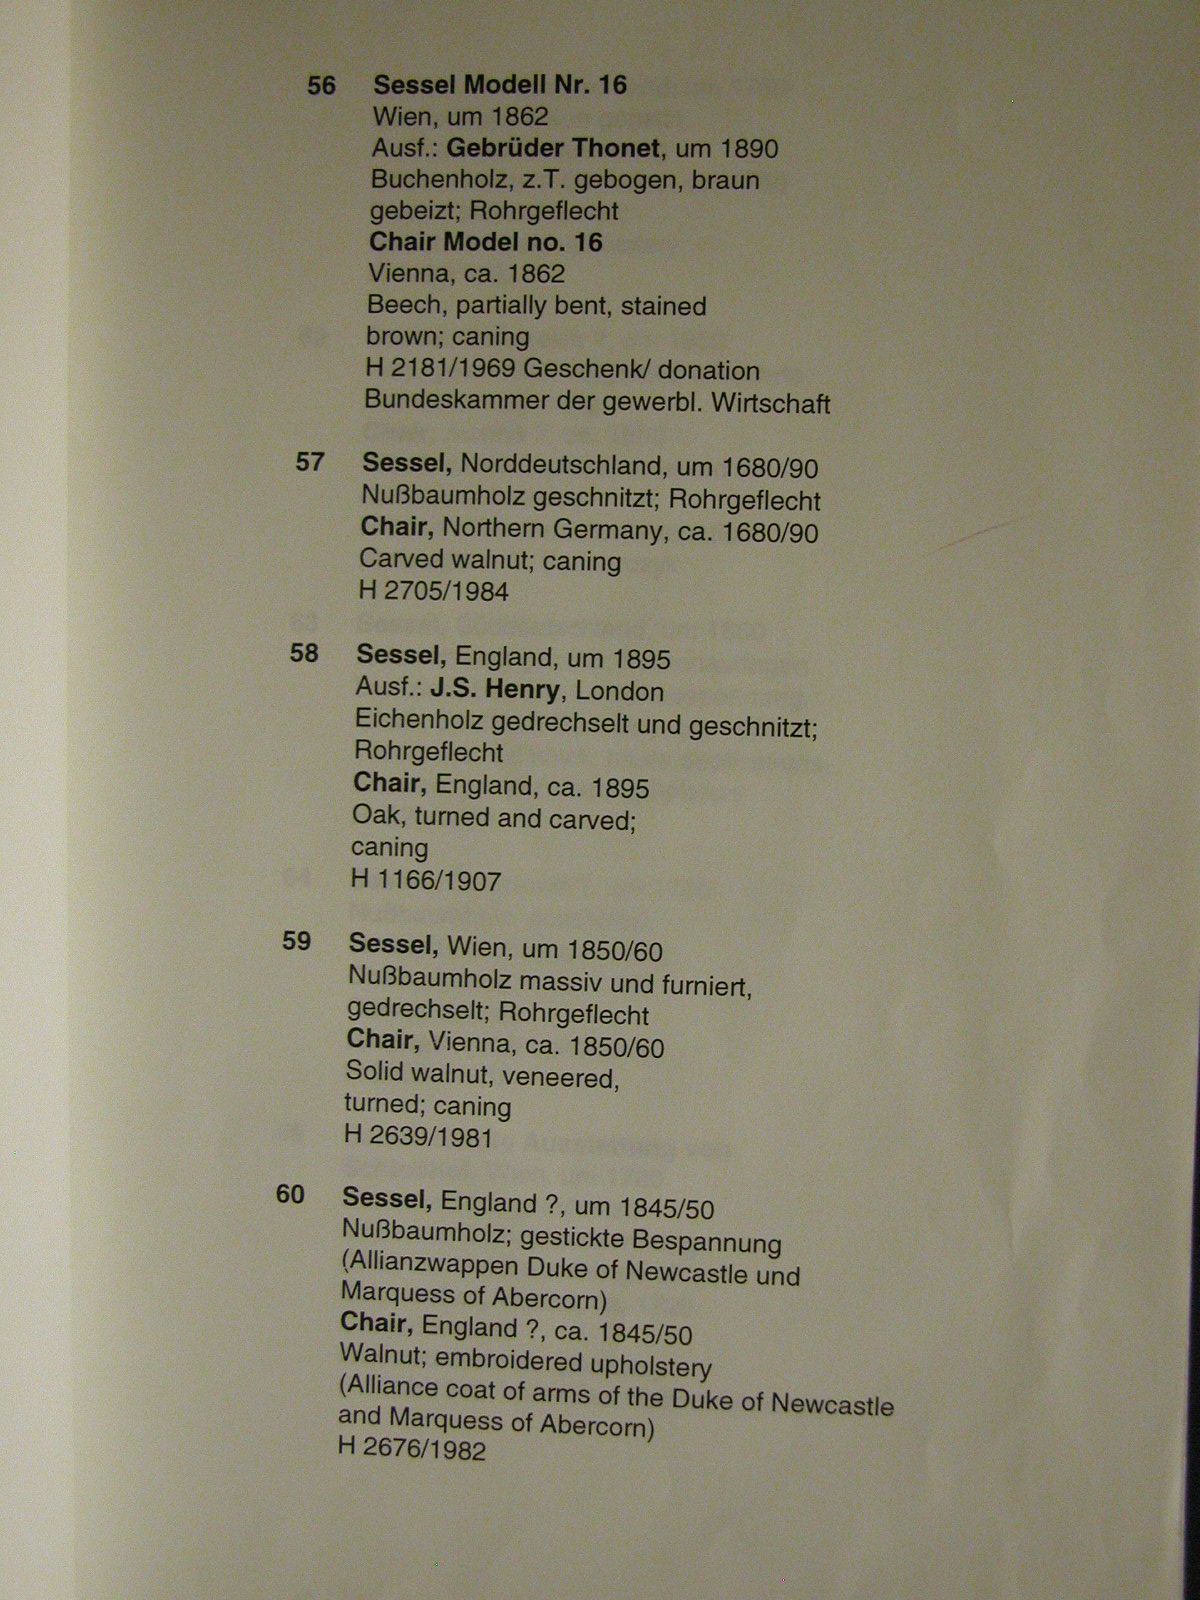 56 Sessel Modell Nr. 16
Wien, um 1862
Ausf.: Gebrüder Thonet, um 1890
Buchenholz, z.T. gebogen, braun
gebeizt; Rohrgeflecht
Chair Model no. 16
Vienna, ca. 1862
Beech, partially bent, stained
brown; caning
H 2181/1969 Geschenk/ donation
Bundeskammer der gewerbl. Wirtschaft
57 Sessel, Norddeutschland, um 1680/90
Nußbaumholz geschnitzt; Rohrgeflecht
Chair, Northern Germany, ca. 1680/90
Carved walnut; caning
H 2705/1984
58 Sessel, England, um 1895
Ausf.: J.S. Henry, London
Eichenholz gedrechselt und geschnitzt;
Rohrgeflecht
Chair, England, ca. 1895
Oak, turned and carved;
caning
H 1166/1907
59 Sessel, Wien, um 1850/60
Nußbaumholz massiv und furniert,
gedrechselt; Rohrgeflecht
Chair, Vienna, ca. 1850/60
Solid walnut, veneered,
turned; caning
H 2639/1981
60 Sessel, England ?, um 1845/50
Nußbaumholz; gestickte Bespannung
(Allianzwappen Duke of Newcastle und
Marquess of Abercorn)
Chair, England ?, ca. 1845/50
Walnut; embroidered upholstery
(Alliance coat of arms of the Duke of Newcastle
and Marquess of Abercorn)
H 2676/1982